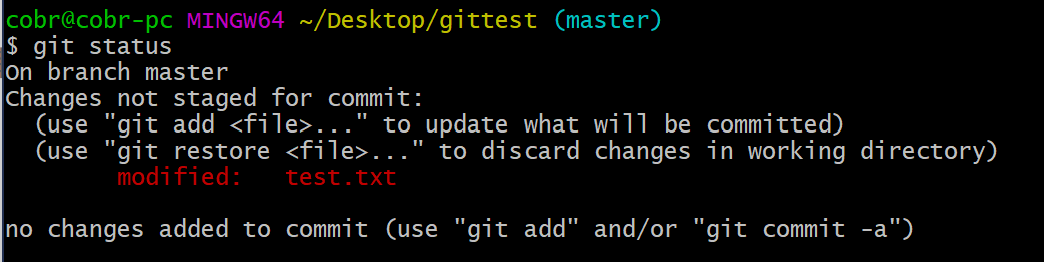 cobr@cobr-pc MINGW64 ~/Desktop/gittest (master)
$ git status
On branch master
Changes not staged for commit:
  (use "git add <file>..." to update what will be committed)
  (use "git restore <file>..." to discard changes in working directory)
        modified:   test.txt

no changes added to commit (use "git add" and/or "git commit -a")